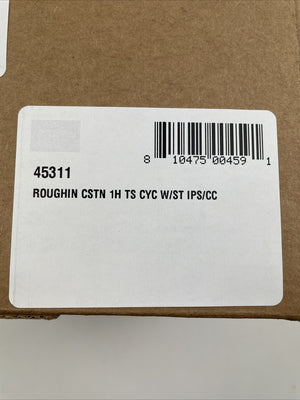 8 10475 00459 1
45311
ROUGHIN CSTN 1H TS CYC W/ST IPS/CC